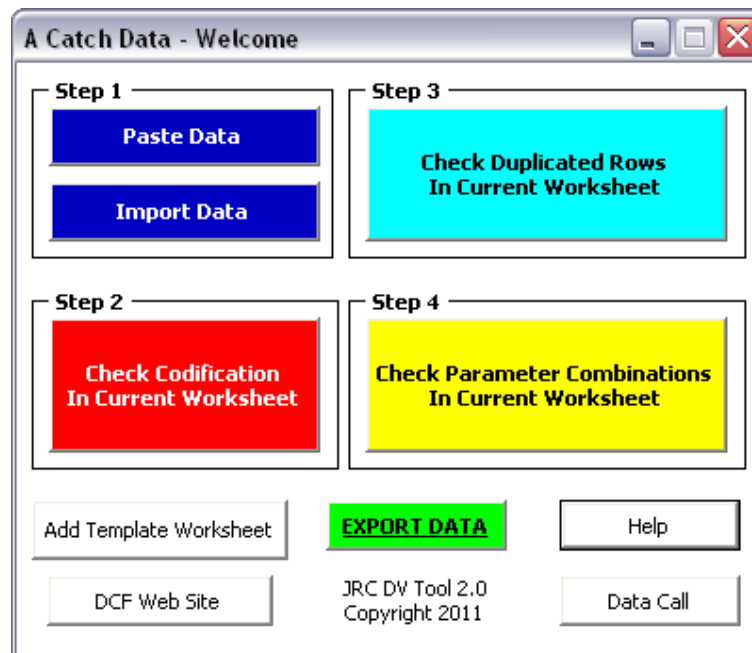 A Catch Data - Welcome
Step 1
Paste Data
Import Data
Step 3
Check Duplicated Rows
In Current Worksheet
Step 2
Check Codification
In Current Worksheet
Step 4
Check Parameter Combinations
In Current Worksheet
Add Template Worksheet
EXPORT DATA
Help
DCF Web Site
JRC DV Tool 2.0
Copyright 2011
Data Call